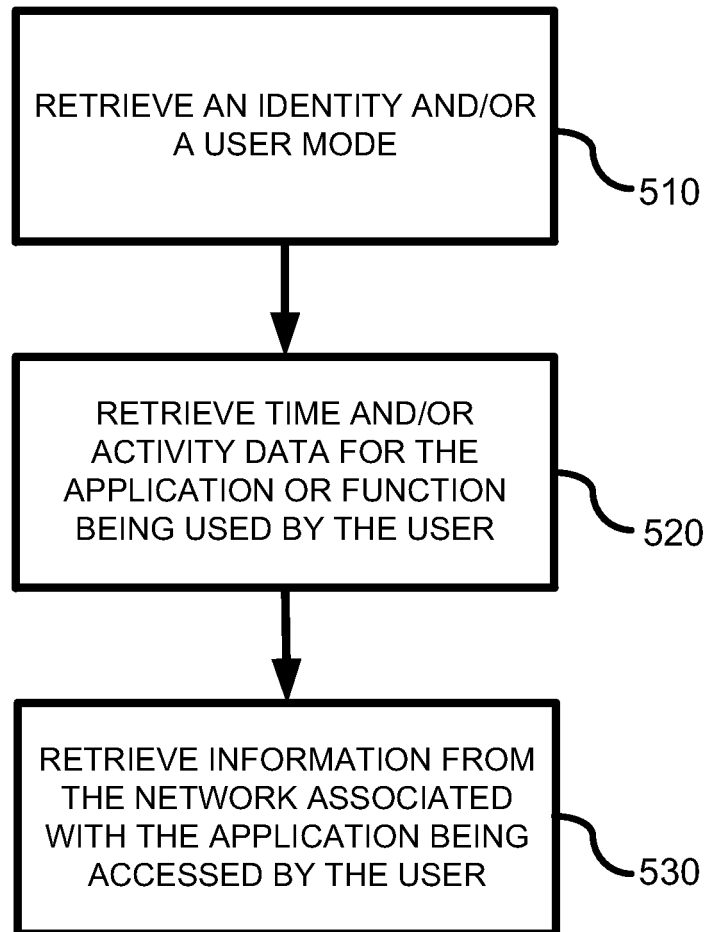 RETRIEVE AN IDENTITY AND/OR
A USER MODE
510
RETRIEVE TIME AND/OR
ACTIVITY DATA FOR THE
APPLICATION OR FUNCTION
BEING USED BY THE USER
520
RETRIEVE INFORMATION FROM
THE NETWORK ASSOCIATED
WITH THE APPLICATION BEING
ACCESSED BY THE USER
530